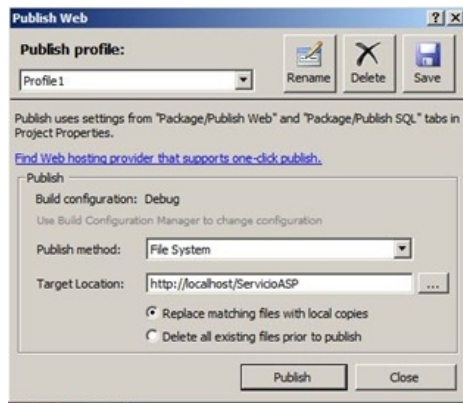 Publish Web
Publish profile:
Profile1
Rename
Delete
Save
Publish uses settings from "Package/Publish Web" and "Package/Publish SQL" tabs in
Project Properties.
Find Web hosting provider that supports one-click publish.
Publish
Build configuration: Debug
Use Build Configuration Manager to change configuration
Publish method: File System
Target Location: http://localhost/ServicioASP ...
Replace matching files with local copies
Delete all existing files prior to publish
Publish Close